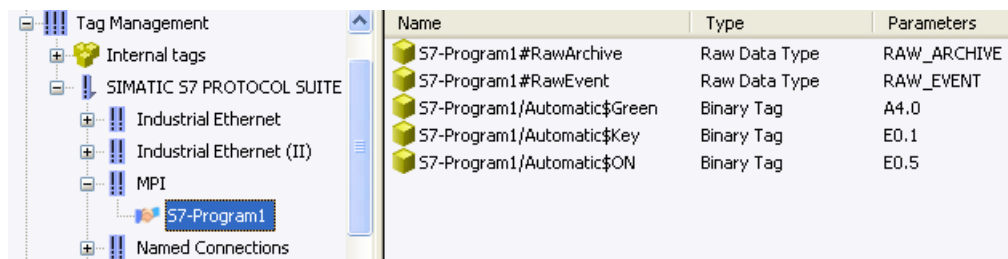 Tag Management
Internal tags
SIMATIC S7 PROTOCOL SUITE
Industrial Ethernet
Industrial Ethernet (II)
MPI
S7-Program1
Named Connections
Name Type Parameters
S7-Program1#RawArchive Raw Data Type RAW_ARCHIVE
S7-Program1#RawEvent Raw Data Type RAW_EVENT
S7-Program1/Automatic$Green Binary Tag A4.0
S7-Program1/Automatic$Key Binary Tag E0.1
S7-Program1/Automatic$ON Binary Tag E0.5